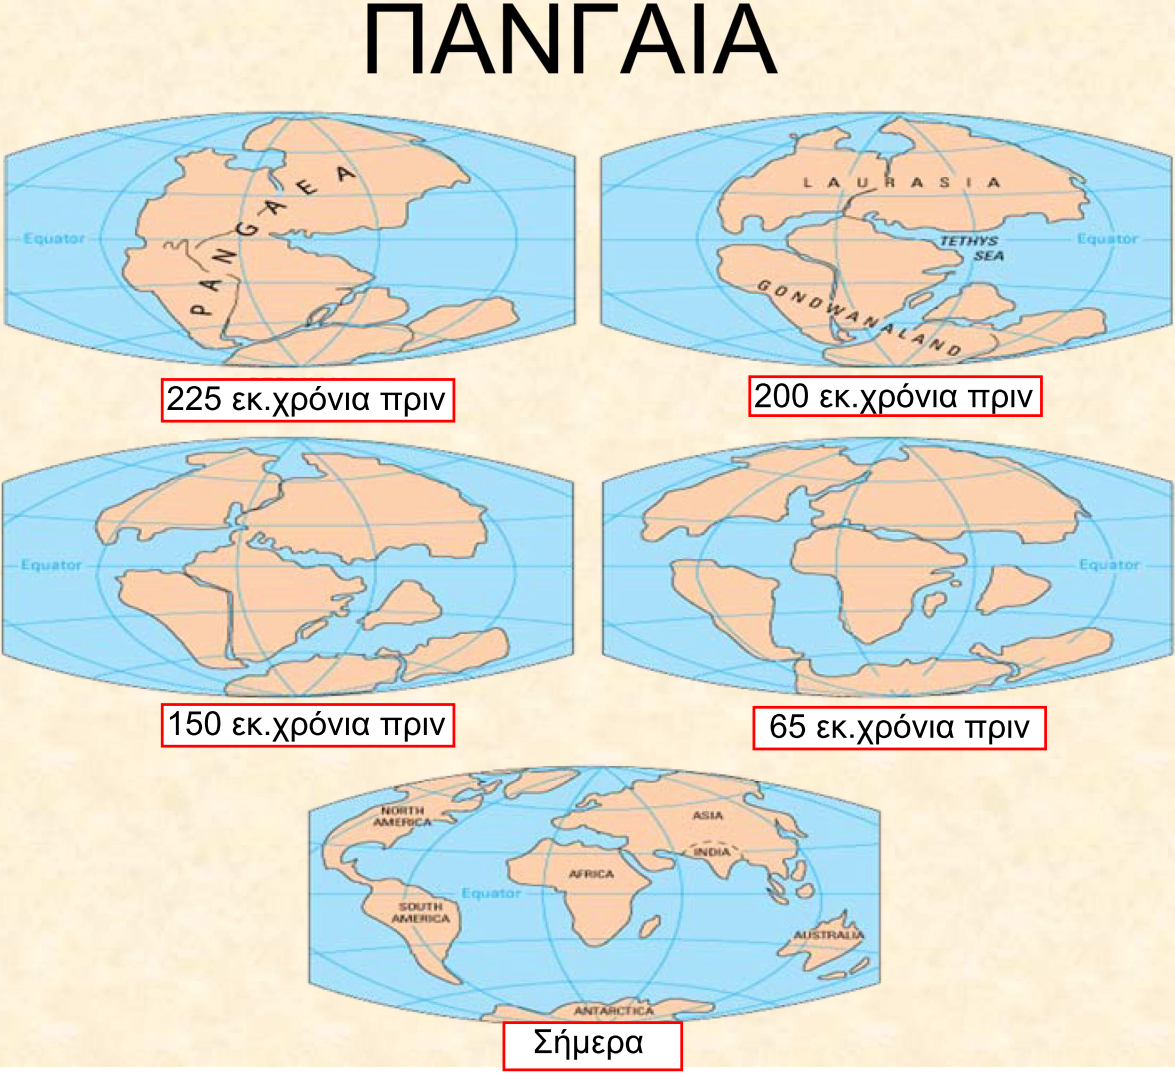 ΠΑΝΓΑΙΑ
PANGAEA
Equator
225 εκ.χρόνια πριν
LAURASIA
TETHYS
SEA
Equator
GONDWANALAND
200 εκ.χρόνια πριν
Equator
150 εκ.χρόνια πριν
Equator
65 εκ.χρόνια πριν
NORTH
AMERICA
ASIA
INDIA
AFRICA
Equator
SOUTH
AMERICA
AUSTRALIA
ANTARCTICA
Σήμερα